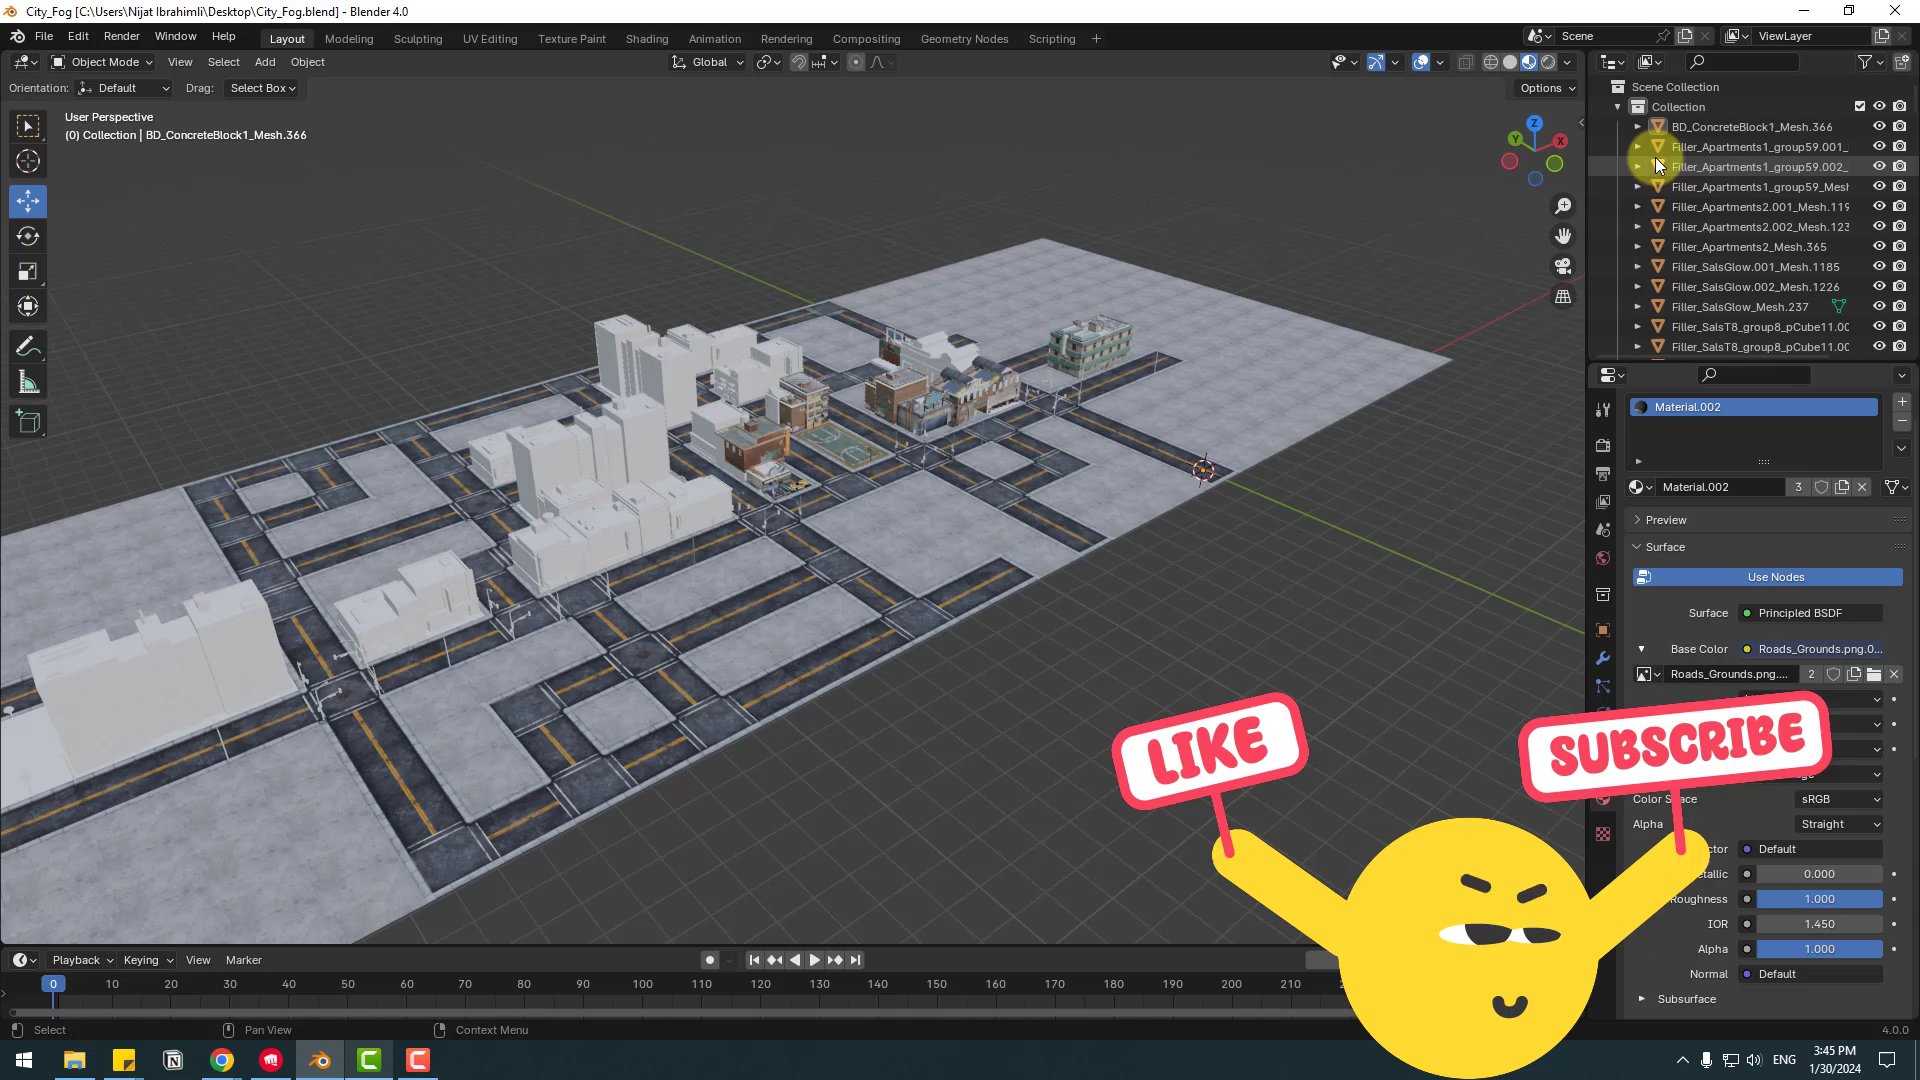 City_Fog [C:\Users\Nijat Ibrahimli\Desktop\City_Fog.blend] - Blender 4.0
File Edit Render Window Help
Layout Modeling Sculpting UV Editing Texture Paint Shading Animation Rendering Compositing Geometry Nodes Scripting +
Scene
ViewLayer
Object Mode View Select Add Object
Global
Orientation: Default Drag: Select Box
Options
User Perspective
(0) Collection | BD_ConcreteBlock1_Mesh.366
Z
Y
X
Scene Collection
Collection
BD_ConcreteBlock1_Mesh.366
Filler_Apartments1_group59.001_
Filler_Apartments1_group59.002_
Filler_Apartments1_group59_Mesh
Filler_Apartments2.001_Mesh.119
Filler_Apartments2.002_Mesh.123
Filler_Apartments2_Mesh.365
Filler_SalsGlow.001_Mesh.1185
Filler_SalsGlow.002_Mesh.1226
Filler_SalsGlow_Mesh.237
Filler_SalsT8_group8_pCube11.00
Filler_SalsT8_group8_pCube11.00
Material.002
Material.002 3
Preview
Surface
Use Nodes
Surface Principled BSDF
Base Color Roads_Grounds.png.0...
Roads_Grounds.png.... 2
Color Space sRGB
Alpha Straight
Default
0.000
Roughness 1.000
IOR 1.450
Alpha 1.000
Normal Default
Subsurface
LIKE
SUBSCRIBE
Playback Keying View Marker
0 10 20 30 40 50 60 70 80 90 100 110 120 130 140 150 160 170 180 190 200 210
Select Pan View Context Menu
4.0.0
ENG
3:45 PM
1/30/2024